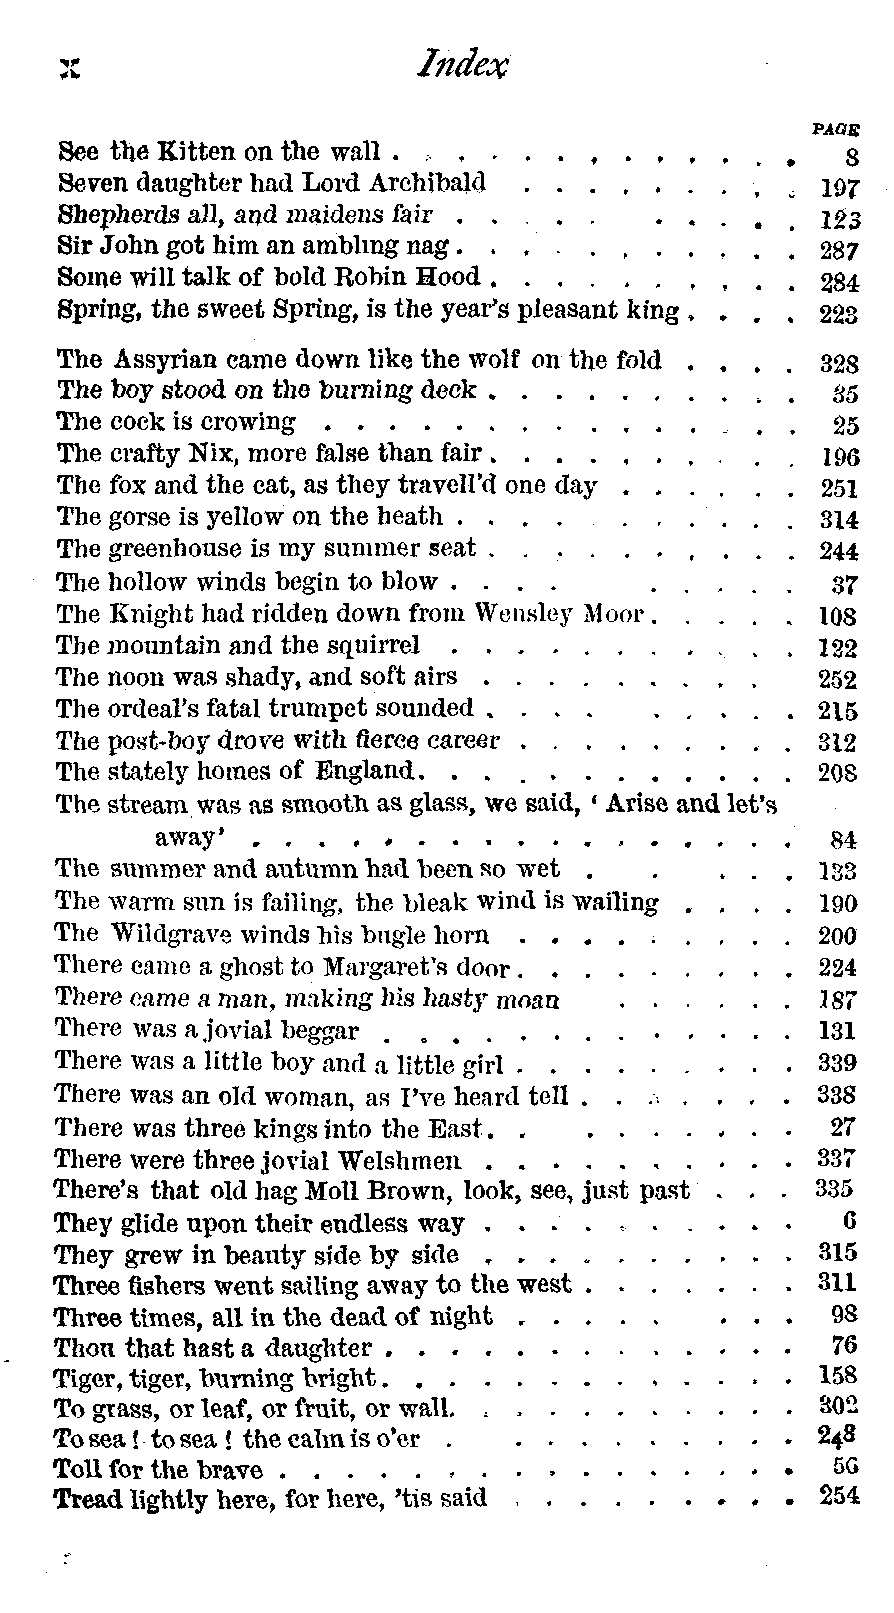 x Index
PAGE
See the Kitten on the wall . . . . . . . . . . . . . 8
Seven daughter had Lord Archibald . . . . . . . . . 197
Shepherds all, and maidens fair . . . . . . . . . . 123
Sir John got him an ambling nag . . . . . . . . . . . 287
Some will talk of bold Robin Hood . . . . . . . . . . 284
Spring, the sweet Spring, is the year's pleasant king . . . . 223
The Assyrian came down like the wolf on the fold . . . . 328
The boy stood on the burning deck . . . . . . . . . . 35
The cock is crowing . . . . . . . . . . . . . . . 25
The crafty Nix, more false than fair . . . . . . . . . . 196
The fox and the cat, as they travell'd one day . . . . . . 251
The gorse is yellow on the heath . . . . . . . . . . 314
The greenhouse is my summer seat . . . . . . . . . . 244
The hollow winds begin to blow . . . . . . . . . 37
The Knight had ridden down from Wensley Moor . . . . . 108
The mountain and the squirrel . . . . . . . . . . . 122
The noon was shady, and soft airs . . . . . . . . . 252
The ordeal's fatal trumpet sounded . . . . . . . . . 215
The post-boy drove with fierce career . . . . . . . . . 312
The stately homes of England . . . . . . . . . . . . 208
The stream was as smooth as glass, we said, ‘ Arise and let's
away’ . . . . . . . . . . . . . . . . . 84
The summer and autumn had been so wet . . . . . 133
The warm sun is failing, the bleak wind is wailing . . . . 190
The Wildgrave winds his bugle horn . . . . . . . . . 200
There came a ghost to Margaret's door . . . . . . . . . 224
There came a man, making his hasty moan . . . . . . 187
There was a jovial beggar . . . . . . . . . . . . . 131
There was a little boy and a little girl . . . . . . . . . 339
There was an old woman, as I've heard tell . . . . . . . 338
There was three kings into the East . . . . . . . . . 27
There were three jovial Welshmen . . . . . . . . . . 337
There's that old hag Moll Brown, look, see, just past . . . 335
They glide upon their endless way . . . . . . . . . . 6
They grew in beauty side by side . . . . . . . . . . 315
Three fishers went sailing away to the west . . . . . . . 311
Three times, all in the dead of night . . . . . . . . 98
Thou that hast a daughter . . . . . . . . . . . . . 76
Tiger, tiger, burning bright . . . . . . . . . . . . . 158
To grass, or leaf, or fruit, or wall . . . . . . . . . . . 302
To sea ! to sea ! the calm is o'er . . . . . . . . . . 248
Toll for the brave . . . . . . . . . . . . . . . . 56
Tread lightly here, for here, 'tis said . . . . . . . . . 254